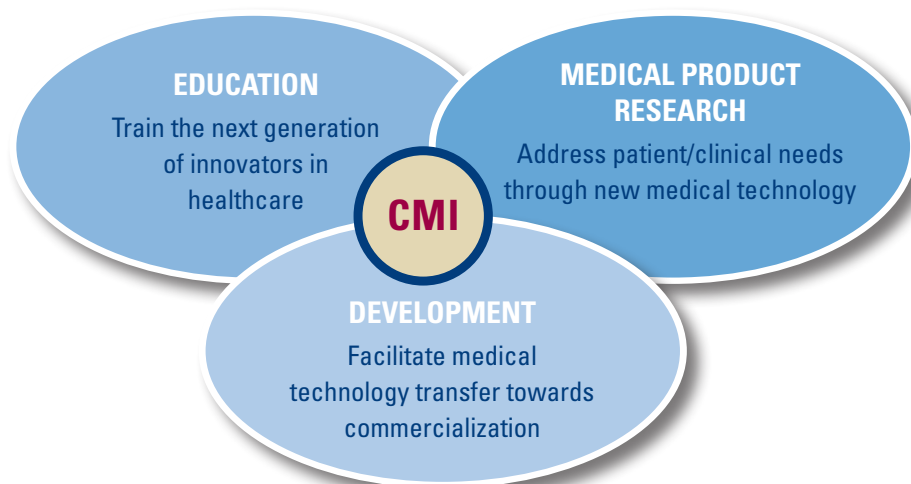 EDUCATION
Train the next generation
of innovators in
healthcare
MEDICAL PRODUCT
RESEARCH
Address patient/clinical needs
through new medical technology
CMI
DEVELOPMENT
Facilitate medical
technology transfer towards
commercialization